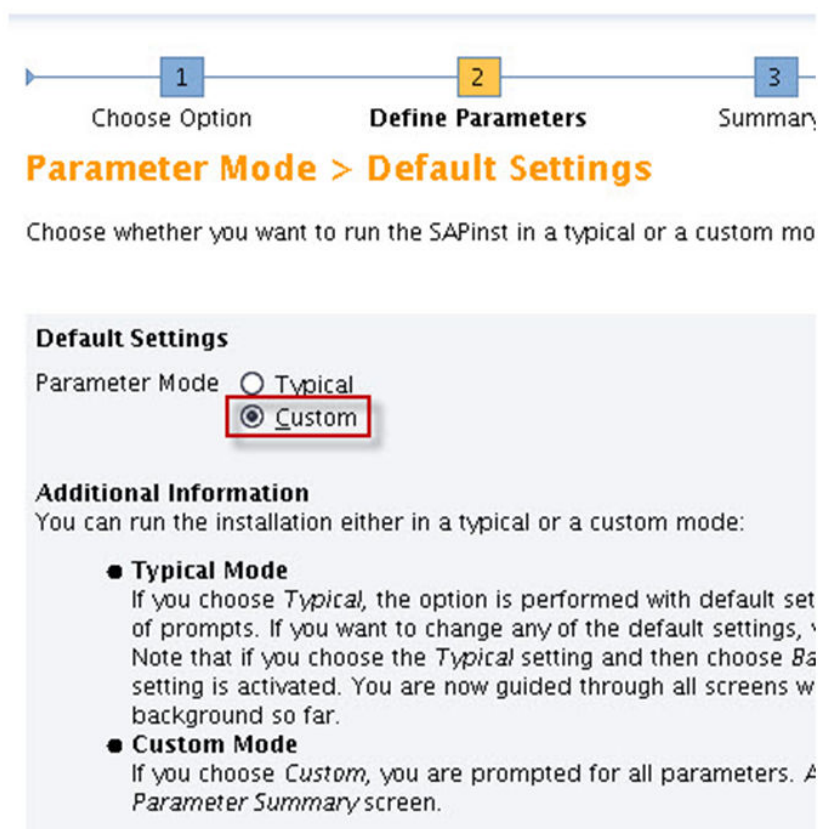 1 2 3
Choose Option Define Parameters Summary
Parameter Mode > Default Settings
Choose whether you want to run the SAPinst in a typical or a custom mo
Default Settings
Parameter Mode Typical
Custom
Additional Information
You can run the installation either in a typical or a custom mode:
● Typical Mode
If you choose Typical, the option is performed with default set
of prompts. If you want to change any of the default settings,
Note that if you choose the Typical setting and then choose Ba
setting is activated. You are now guided through all screens w
background so far.
● Custom Mode
If you choose Custom, you are prompted for all parameters. A
Parameter Summary screen.